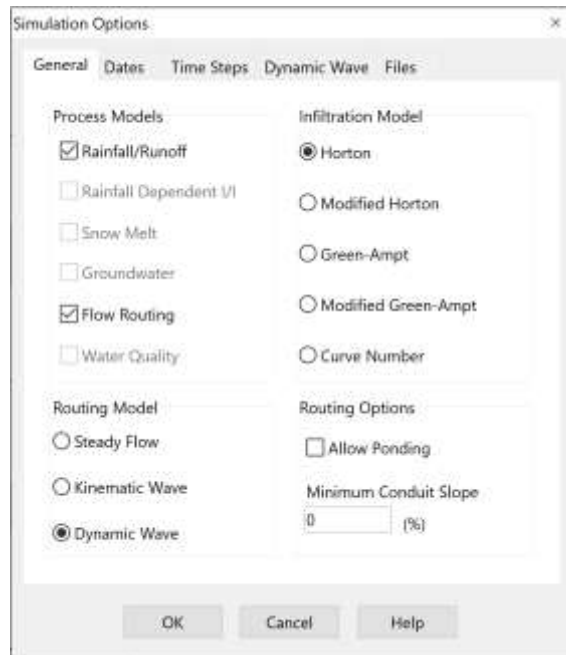 Simulation Options
General Dates Time Steps Dynamic Wave Files
Process Models
Rainfall/Runoff
Rainfall Dependent I/I
Snow Melt
Groundwater
Flow Routing
Water Quality
Infiltration Model
Horton
Modified Horton
Green-Ampt
Modified Green-Ampt
Curve Number
Routing Model
Steady Flow
Kinematic Wave
Dynamic Wave
Routing Options
Allow Ponding
Minimum Conduit Slope
0 (%)
OK Cancel Help